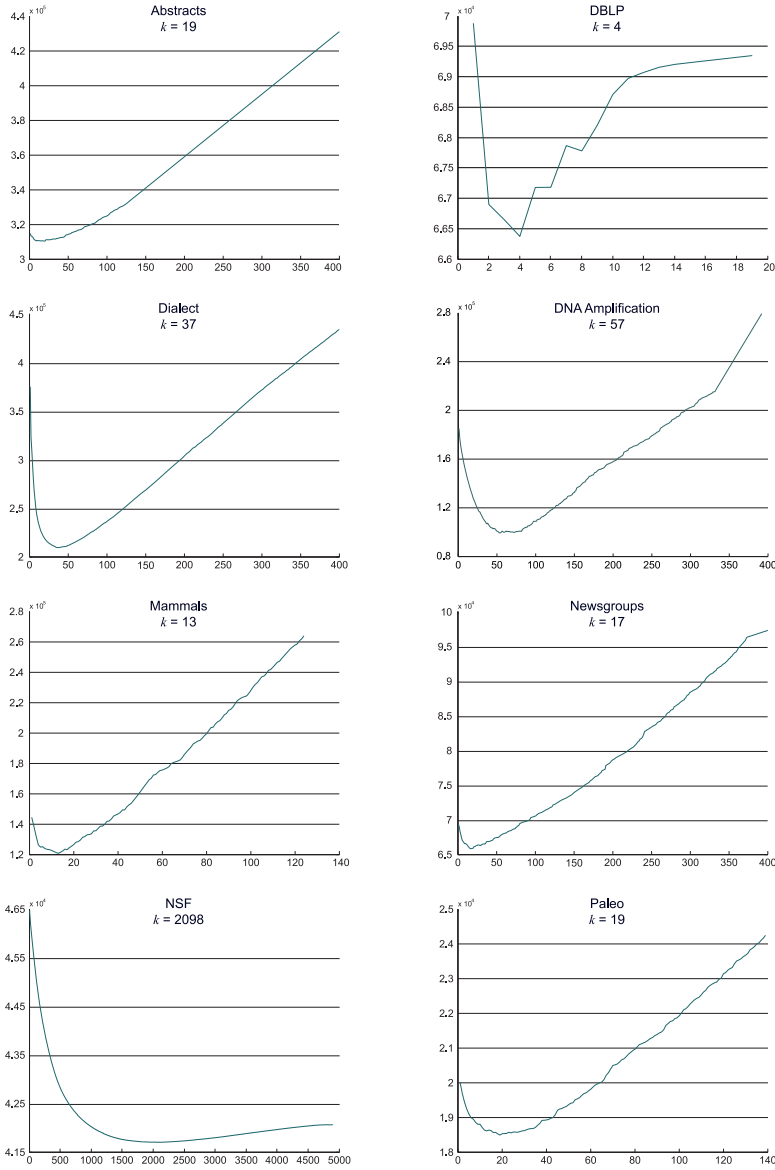 Abstracts
k = 19
x 10⁵
4.4
4.2
4
3.8
3.6
3.4
3.2
3
0 50 100 150 200 250 300 350 400
DBLP
k = 4
x 10⁴
7
6.95
6.9
6.85
6.8
6.75
6.7
6.65
6.6
0 2 4 6 8 10 12 14 16 18 20
Dialect
k = 37
x 10⁵
4.5
4
3.5
3
2.5
2
0 50 100 150 200 250 300 350 400
DNA Amplification
k = 57
x 10⁵
2.8
2.4
2
1.6
1.2
0.8
0 50 100 150 200 250 300 350 400
Mammals
k = 13
x 10⁵
2.8
2.6
2.4
2.2
2
1.8
1.6
1.4
1.2
0 20 40 60 80 100 120 140
Newsgroups
k = 17
x 10⁴
10
9.5
9
8.5
8
7.5
7
6.5
0 50 100 150 200 250 300 350 400
NSF
k = 2098
x 10⁴
4.65
4.55
4.45
4.35
4.25
4.15
0 500 1000 1500 2000 2500 3000 3500 4000 4500 5000
Paleo
k = 19
x 10⁴
2.5
2.4
2.3
2.2
2.1
2
1.9
1.8
0 20 40 60 80 100 120 140